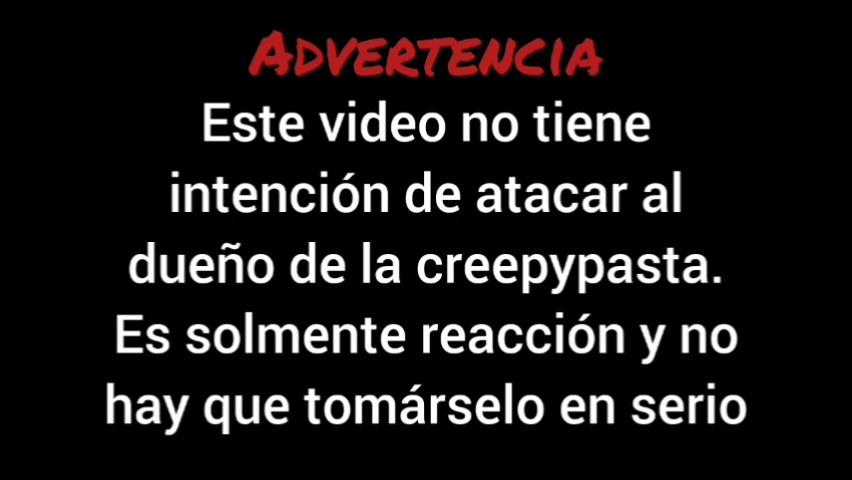 ADVERTENCIA
Este video no tiene
intención de atacar al
dueño de la creepypasta.
Es solmente reacción y no
hay que tomárselo en serio